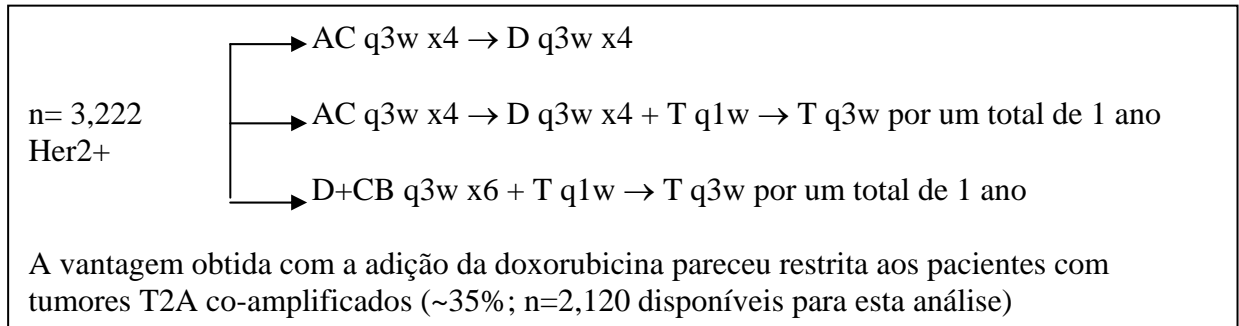 AC q3w x4 → D q3w x4
n= 3,222
Her2+
AC q3w x4 → D q3w x4 + T q1w → T q3w por um total de 1 ano
D+CB q3w x6 + T q1w → T q3w por um total de 1 ano
A vantagem obtida com a adição da doxorubicina pareceu restrita aos pacientes com
tumores T2A co-amplificados (~35%; n=2,120 disponíveis para esta análise)